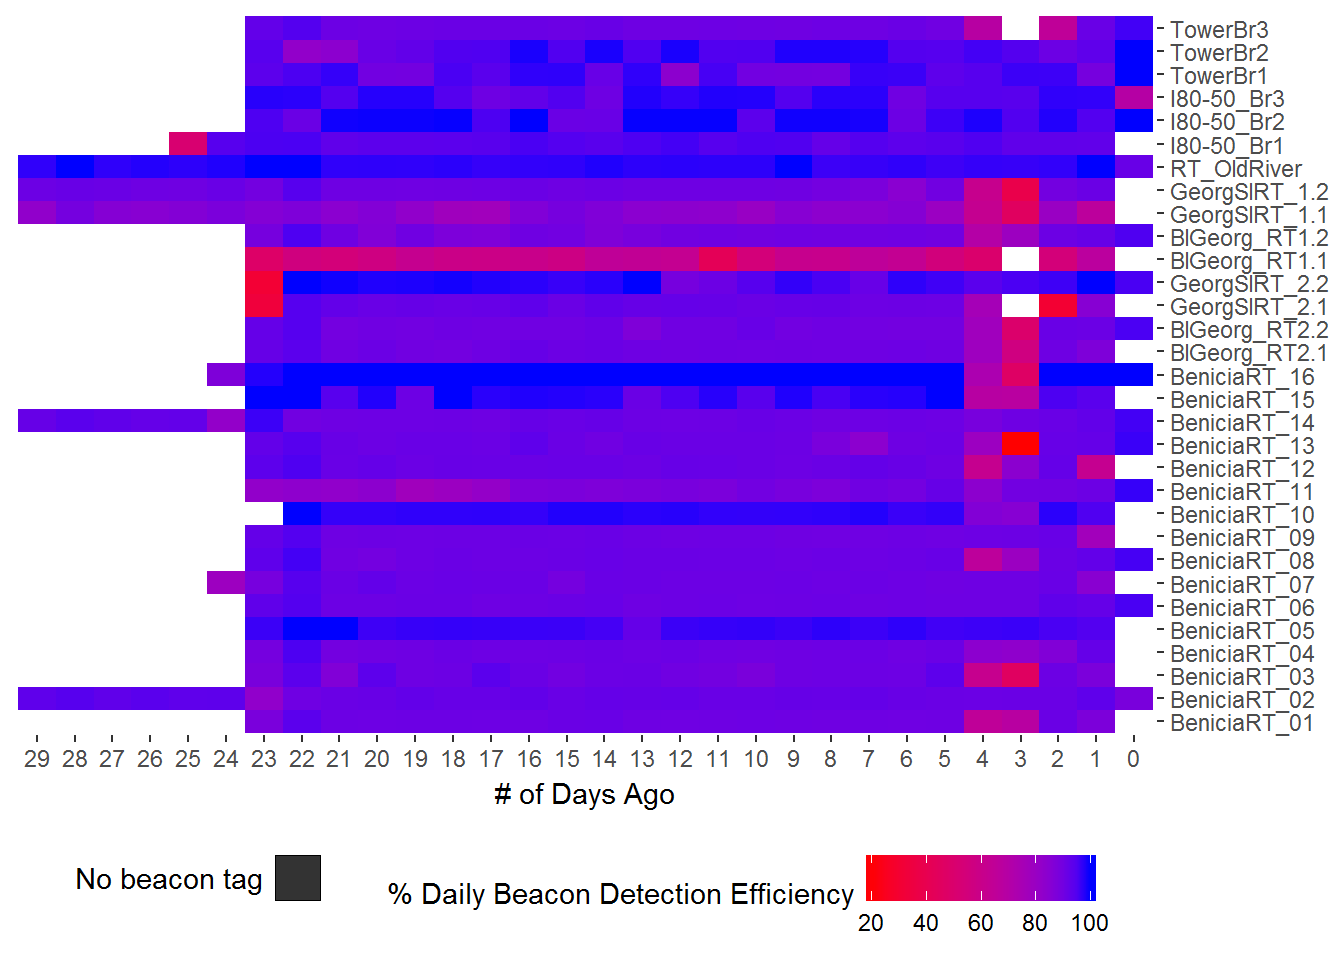 TowerBr3
TowerBr2
TowerBr1
I80-50_Br3
I80-50_Br2
I80-50_Br1
RT_OldRiver
GeorgSlRT_1.2
GeorgSlRT_1.1
BlGeorg_RT1.2
BlGeorg_RT1.1
GeorgSlRT_2.2
GeorgSlRT_2.1
BlGeorg_RT2.2
BlGeorg_RT2.1
BeniciaRT_16
BeniciaRT_15
BeniciaRT_14
BeniciaRT_13
BeniciaRT_12
BeniciaRT_11
BeniciaRT_10
BeniciaRT_09
BeniciaRT_08
BeniciaRT_07
BeniciaRT_06
BeniciaRT_05
BeniciaRT_04
BeniciaRT_03
BeniciaRT_02
BeniciaRT_01
29 28 27 26 25 24 23 22 21 20 19 18 17 16 15 14 13 12 11 10 9 8 7 6 5 4 3 2 1 0
# of Days Ago
No beacon tag
% Daily Beacon Detection Efficiency
20 40 60 80 100